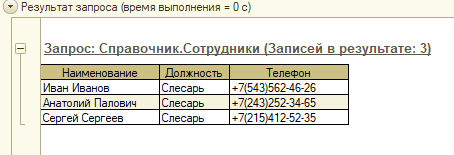 Результат запроса (время выполнения = 0 с)
Запрос: Справочник.Сотрудники (Записей в результате: 3)
Наименование Должность Телефон
Иван Иванов Слесарь +7(543)562-46-26
Анатолий Палович Слесарь +7(243)252-34-65
Сергей Сергеев Слесарь +7(215)412-52-35